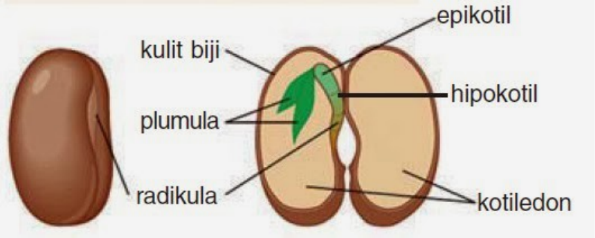 epikotil
kulit biji
hipokotil
plumula
radikula
kotiledon